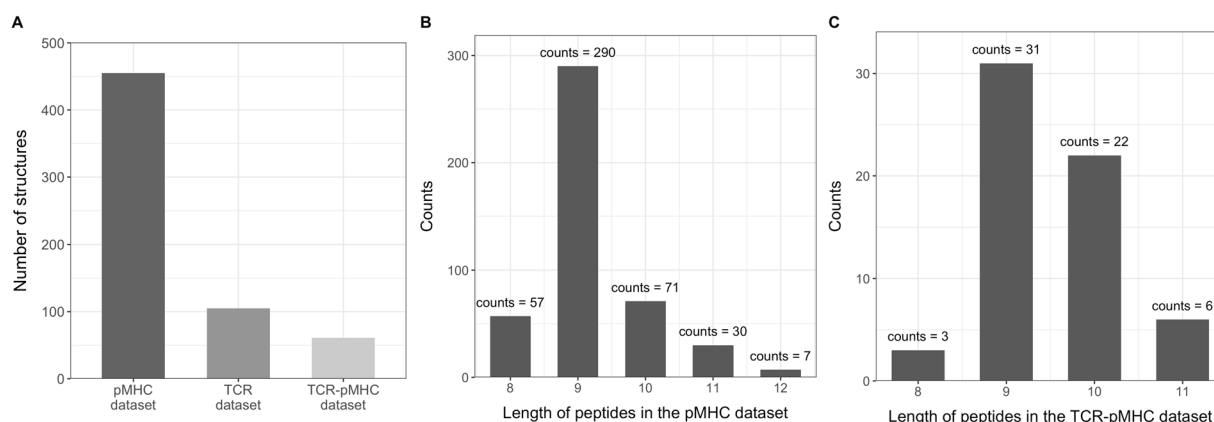 A
Number of structures
500
400
300
200
100
0
pMHC
dataset
TCR
dataset
TCR-pMHC
dataset
B
Counts
300
200
100
0
counts = 57
counts = 290
counts = 71
counts = 30
counts = 7
8 9 10 11 12
Length of peptides in the pMHC dataset
C
Counts
30
20
10
0
counts = 3
counts = 31
counts = 22
counts = 6
8 9 10 11
Length of peptides in the TCR-pMHC dataset